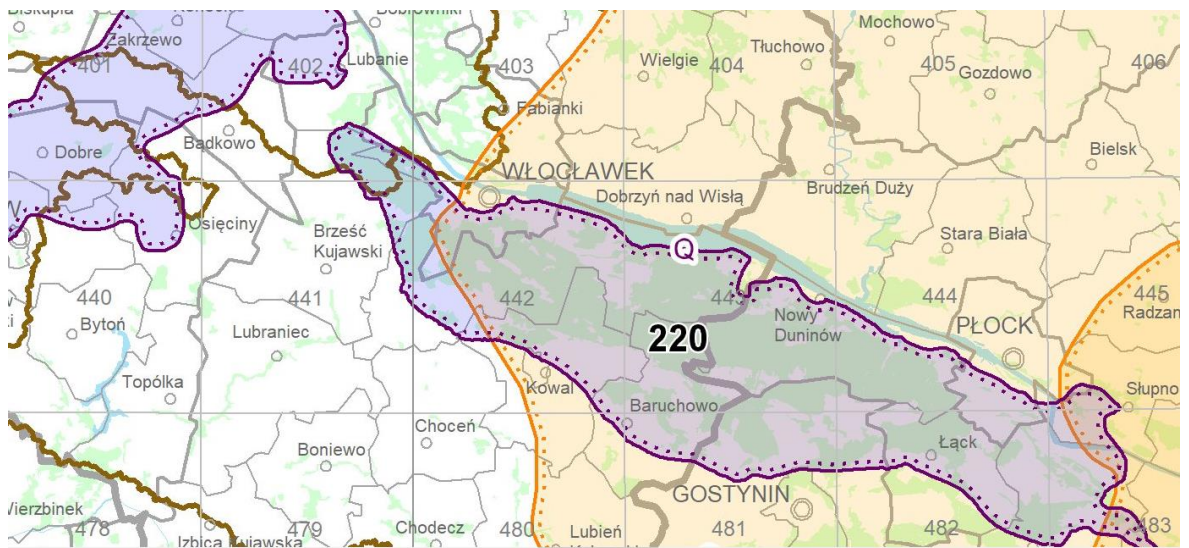 Zakrzewo
401
402
Lubanie
403
Fabianki
Wielgie
404
Tłuchowo
Mochowo
405
Gozdowo
406
Bielsk
Dobre
Bądkowo
WŁOCŁAWEK
Dobrzyń nad Wisłą
Brudzeń Duży
Osięciny
Brześć
Kujawski
Q
Stara Biała
440
Bytoń
441
442
444
445
Radzan
Nowy
Duninów
PŁOCK
220
Lubraniec
Topólka
Kowal
Baruchowo
Słupno
Choceń
Boniewo
Łąck
GOSTYNIN
478
479
Chodecz
480
Lubień
481
482
483